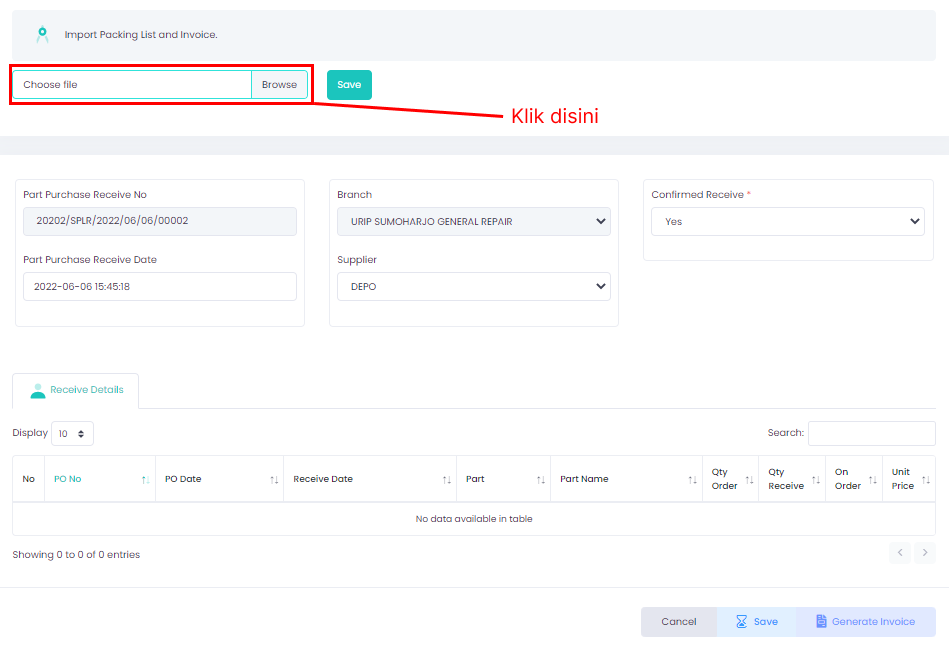 Import Packing List and Invoice.
Choose file
Browse
Save
Klik disini
Part Purchase Receive No
20202/SPLR/2022/06/06/00002
Part Purchase Receive Date
2022-06-06 15:45:18
Branch
URIP SUMOHARJO GENERAL REPAIR
Supplier
DEPO
Confirmed Receive *
Yes
Receive Details
Display 10
Search:
No
PO No
PO Date
Receive Date
Part
Part Name
Qty Order
Qty Receive
On Order
Unit Price
No data available in table
Showing 0 to 0 of 0 entries
Cancel
Save
Generate Invoice